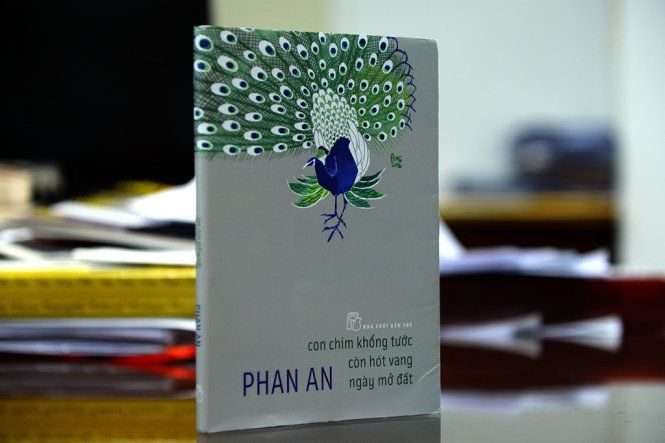 NHÀ XUẤT BẢN TRẺ
con chim khổng tước
còn hót vang
ngày mở đất
PHAN AN
PHAN AN